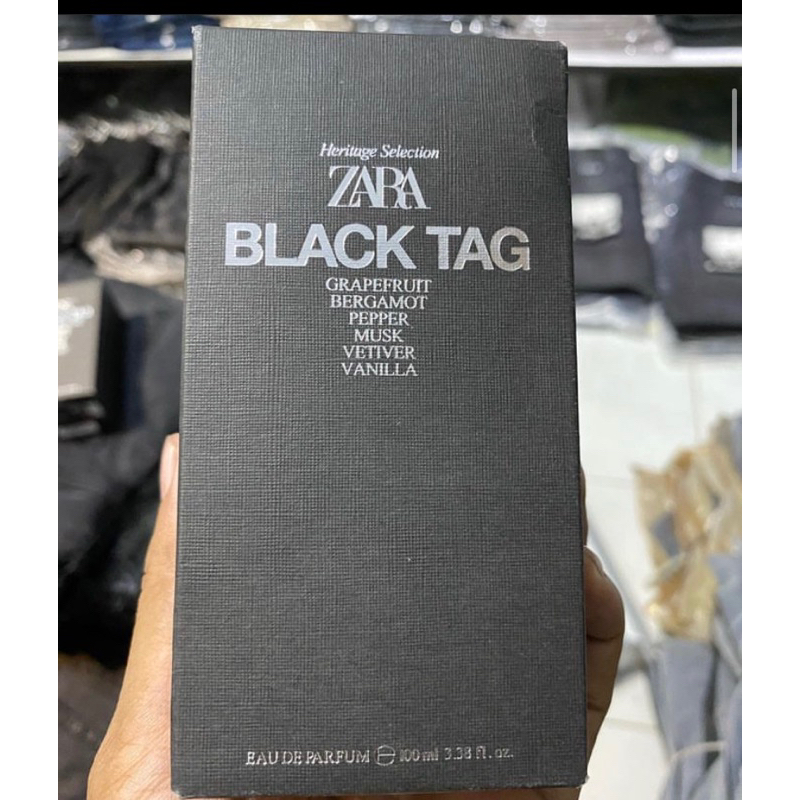 Heritage Selection
ZARA
BLACK TAG
GRAPEFRUIT
BERGAMOT
PEPPER
MUSK
VETIVER
VANILLA
EAU DE PARFUM ⊖ 100 ml 3.38 fl. oz.